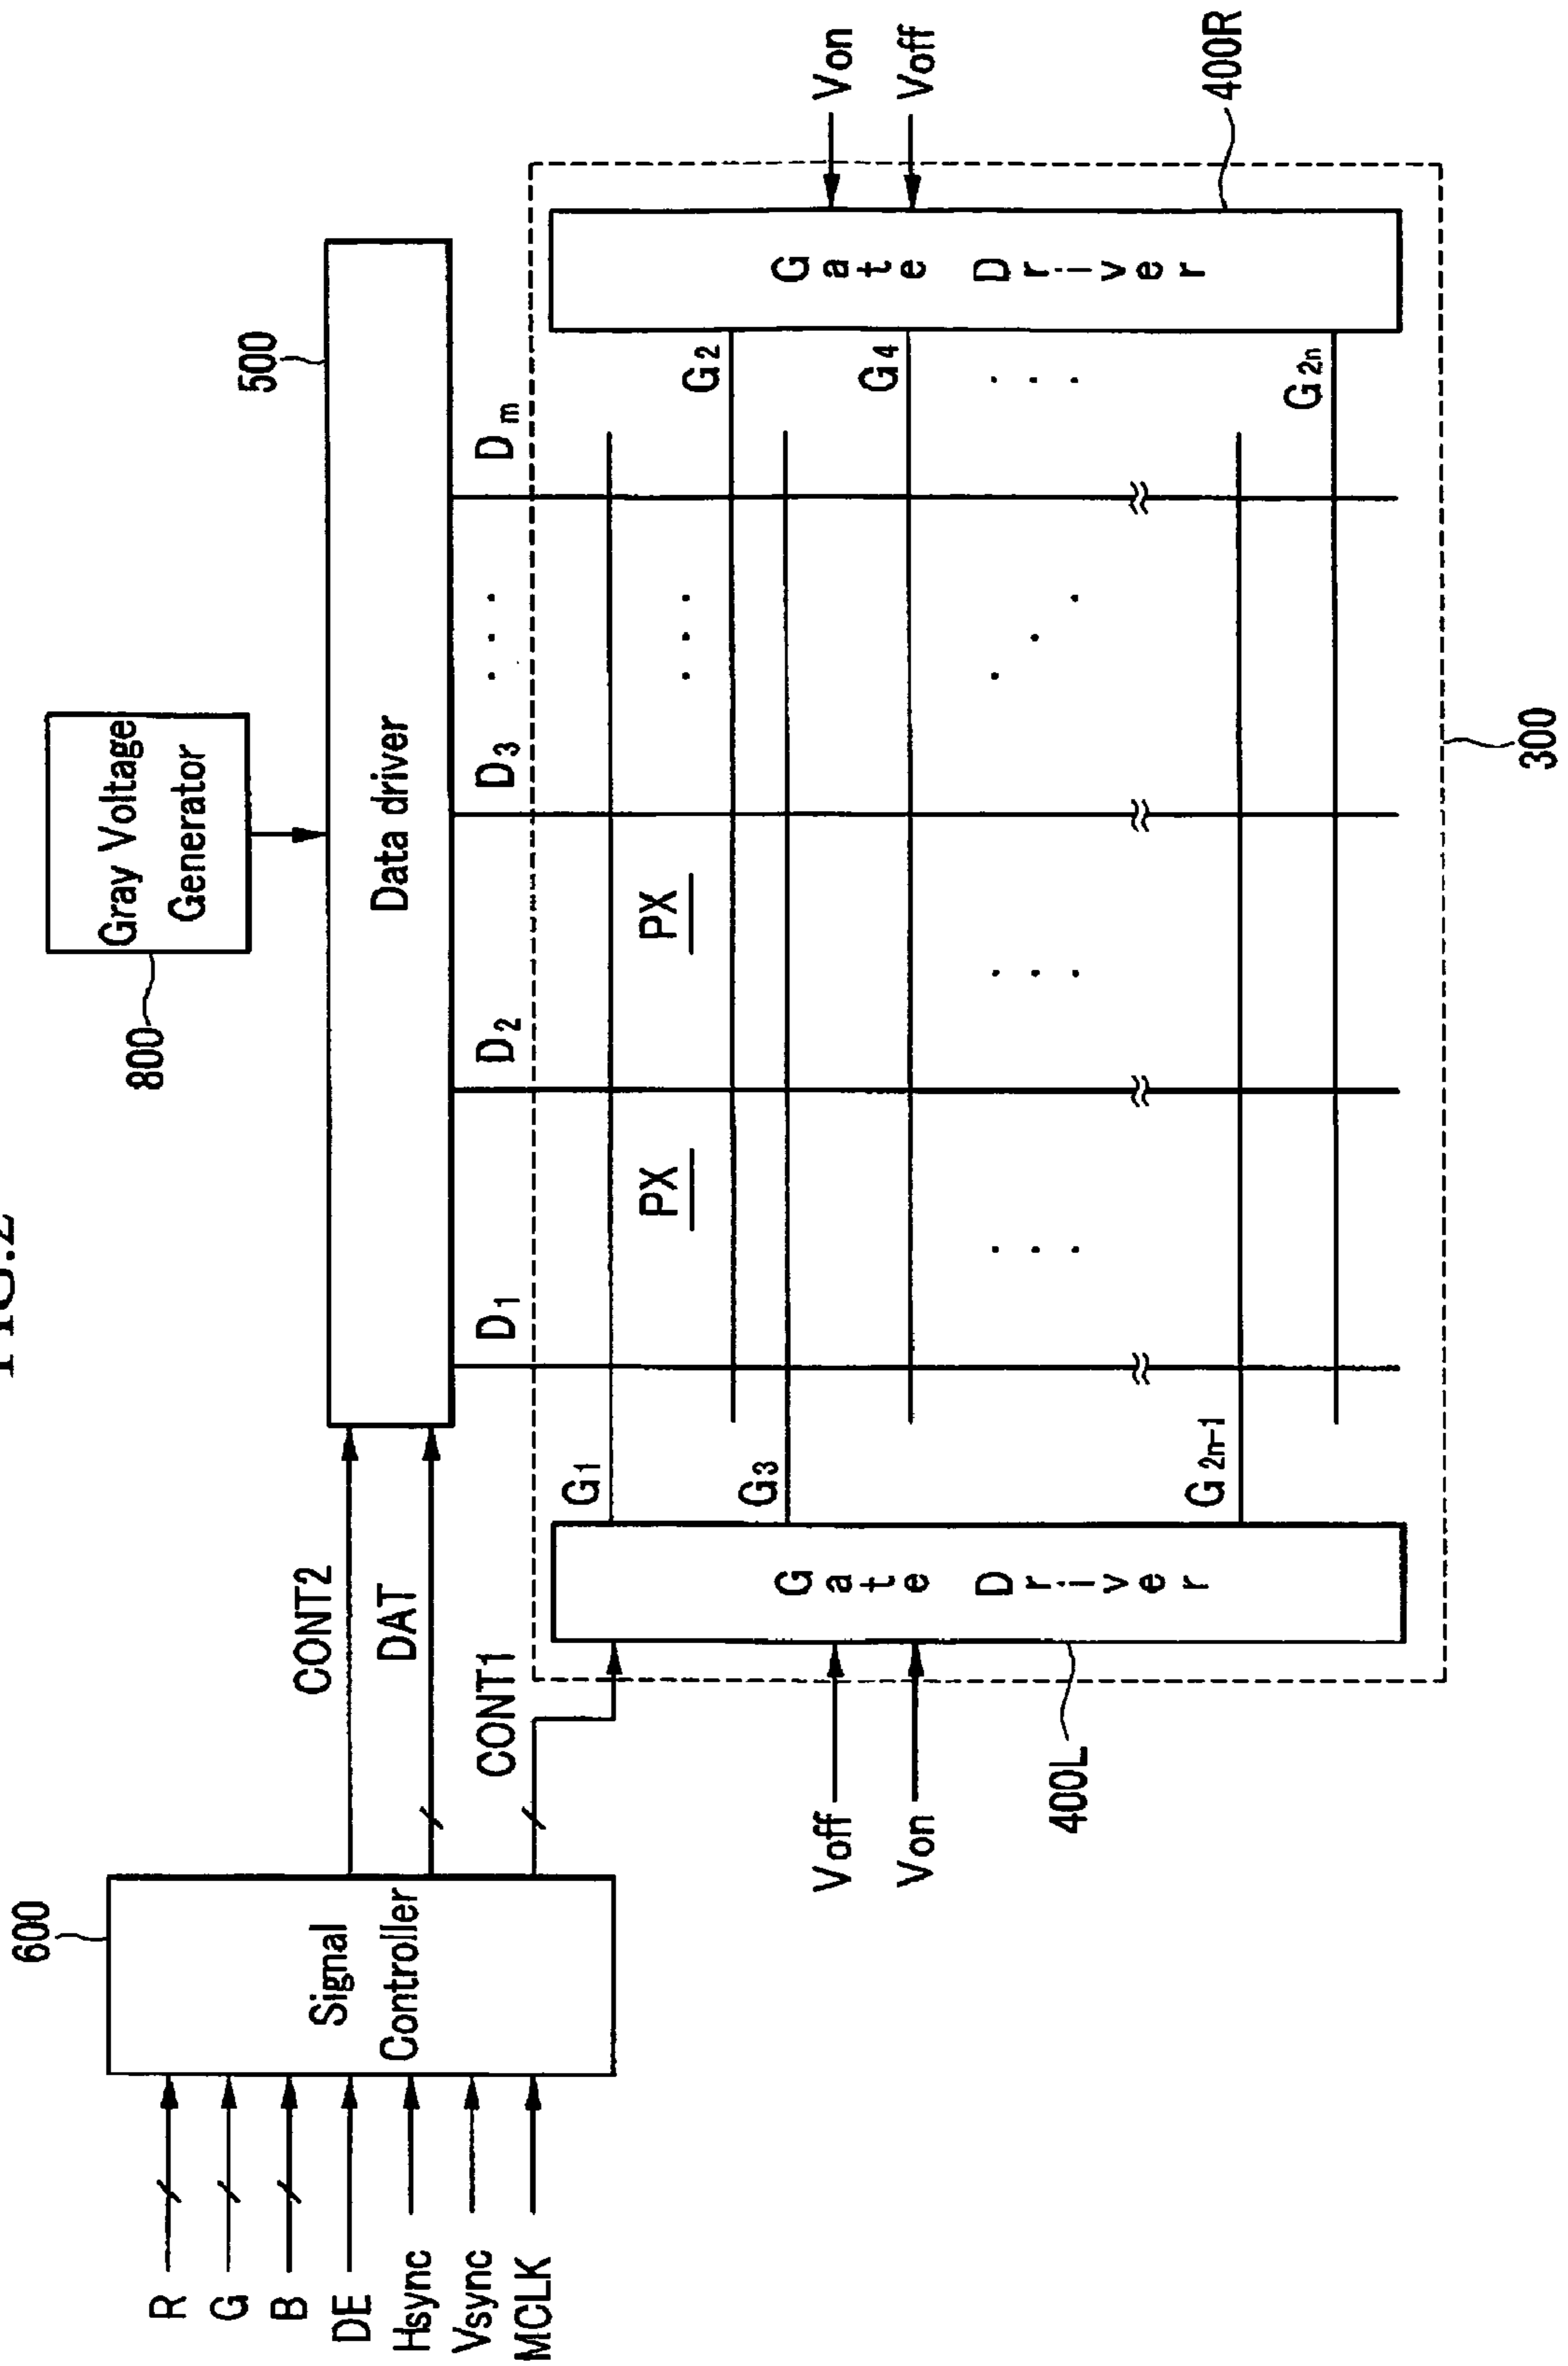 FIG.2
800
Gray Voltage
Generator
500
Data driver
600
Signal
Controller
R
G
B
DE
Hsync
Vsync
MCLK
CONT2
DAT
CONT1
D1
D2
D3
Dm
G1
G3
G2n-1
G2
G4
G2n
PX
PX
Gate Driver
Gate Driver
Voff
Von
Von
Voff
400L
400R
300